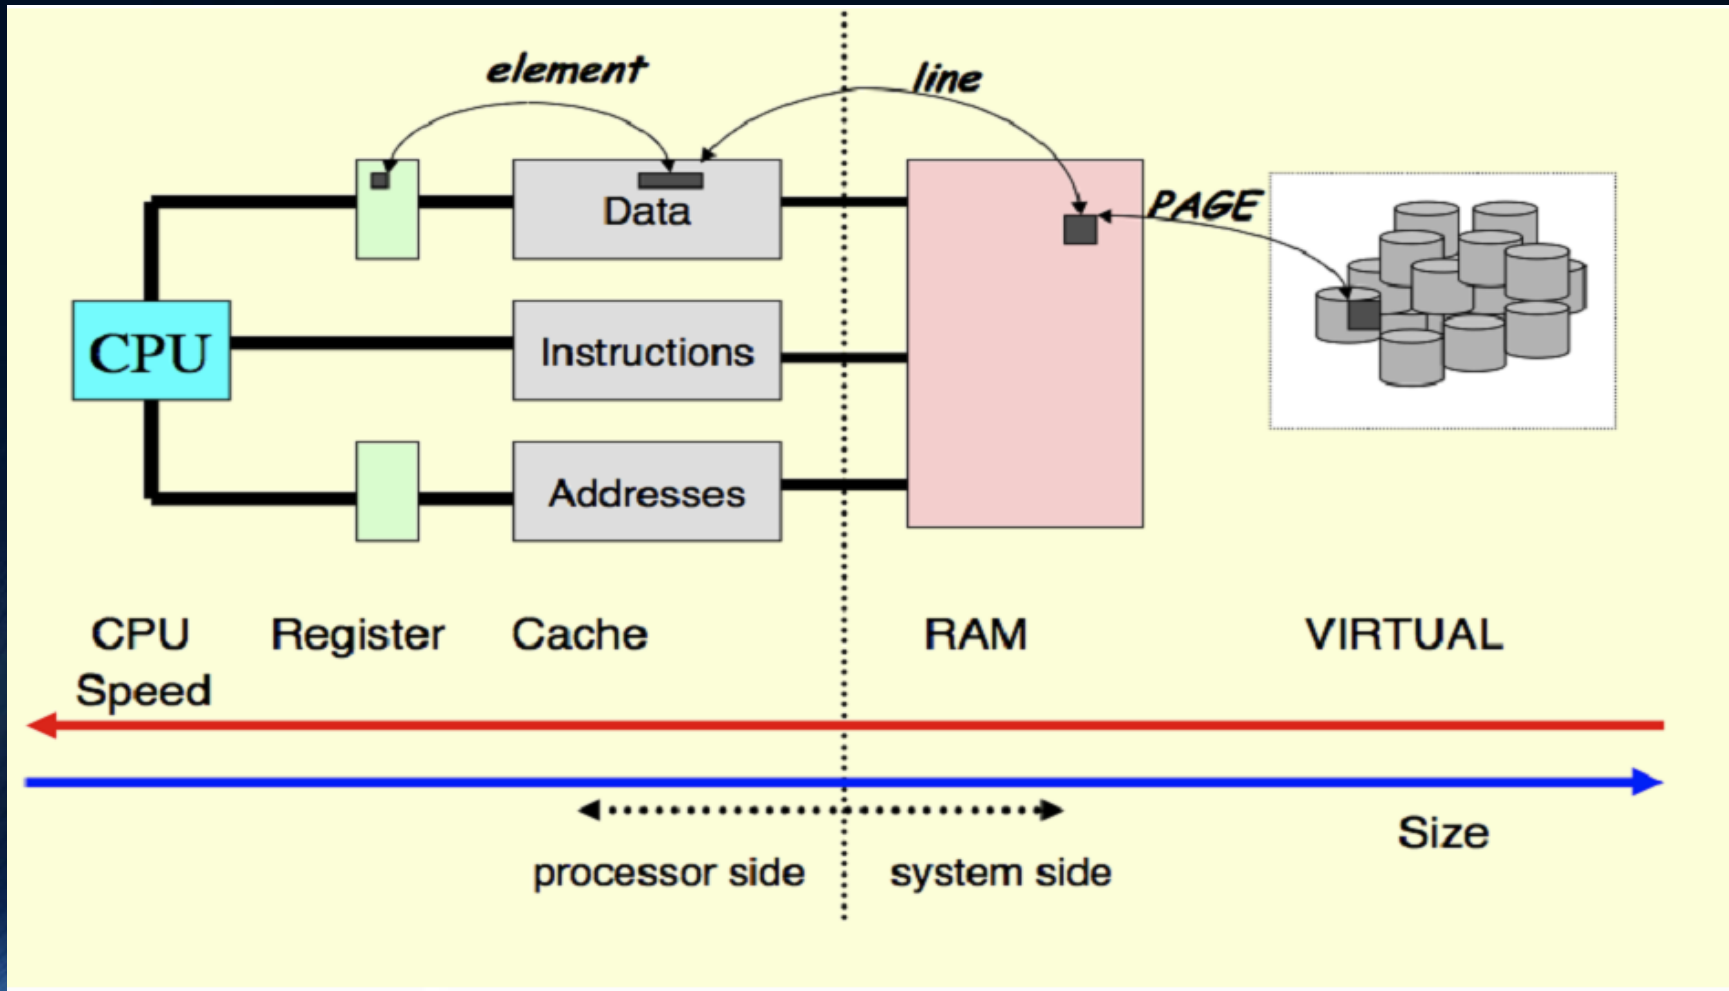 element
line
PAGE
Data
CPU
Instructions
Addresses
CPU Register Cache RAM VIRTUAL
Speed
Size
processor side system side